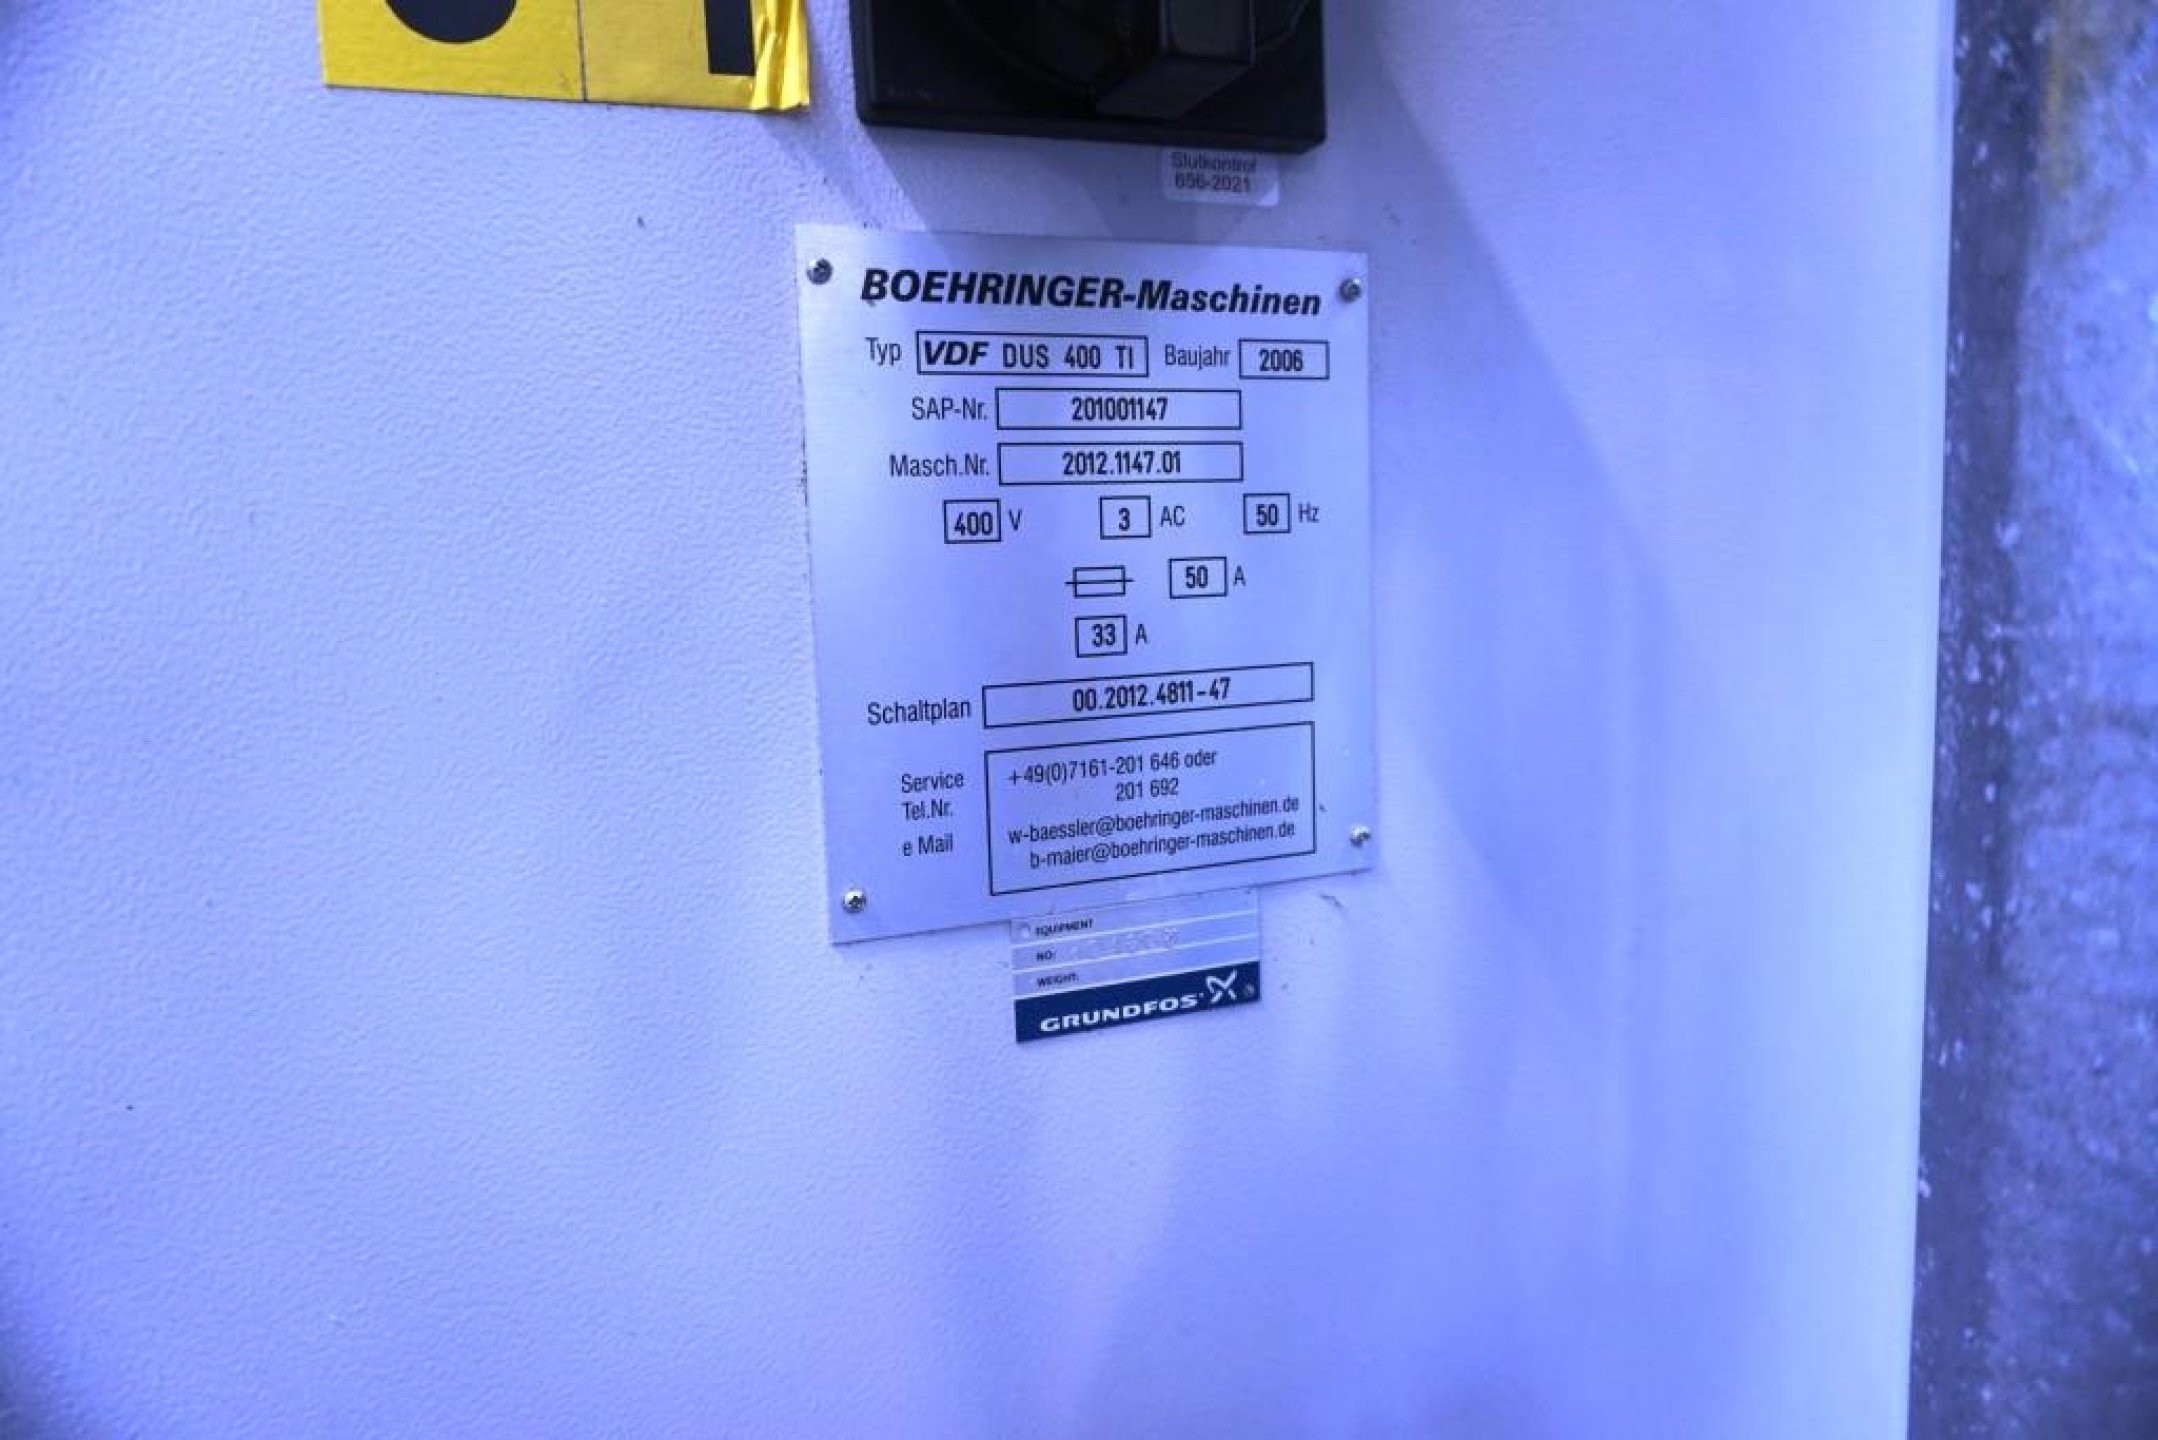 Slutkontrol
656-2021
BOEHRINGER-Maschinen
Typ VDF DUS 400 TI Baujahr 2006
SAP-Nr. 201001147
Masch.Nr. 2012.1147.01
400 V 3 AC 50 Hz
50 A
33 A
Schaltplan 00.2012.4811-47
Service +49(0)7161-201 646 oder
Tel.Nr. 201 692
e Mail w-baessler@boehringer-maschinen.de
b-maier@boehringer-maschinen.de
EQUIPMENT
NO:
WEIGHT:
GRUNDFOS